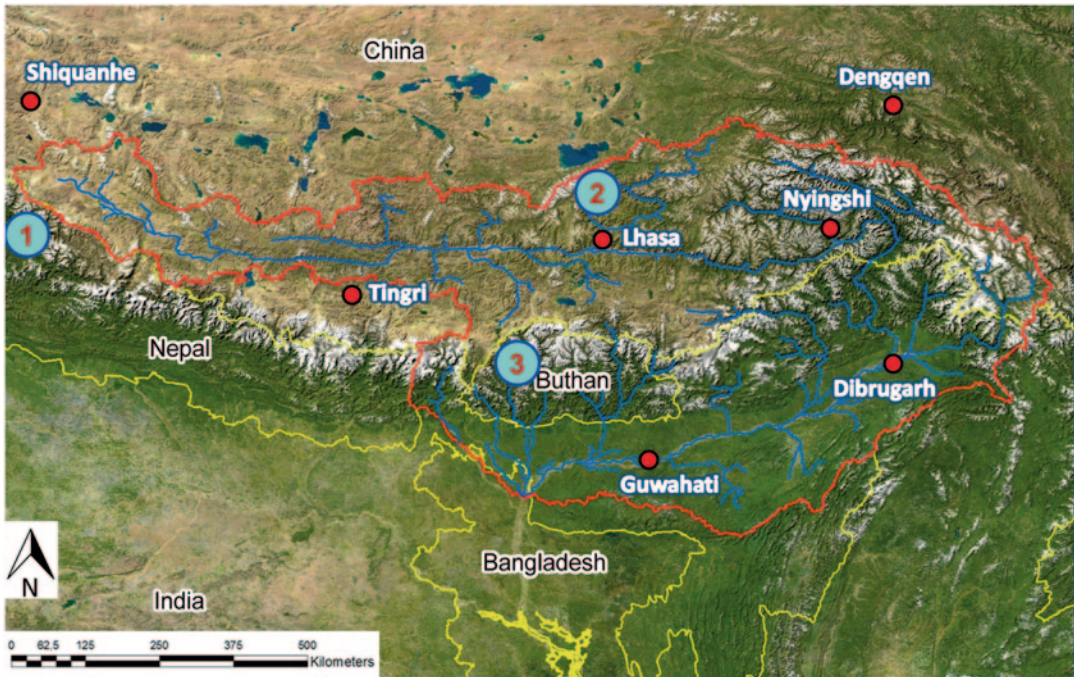 China
Shiquanhe
Dengqen
1
2
Nyingshi
Lhasa
Tingri
Nepal
3
Buthan
Dibrugarh
Guwahati
Bangladesh
N
India
0 62,5 125 250 375 500
Kilometers